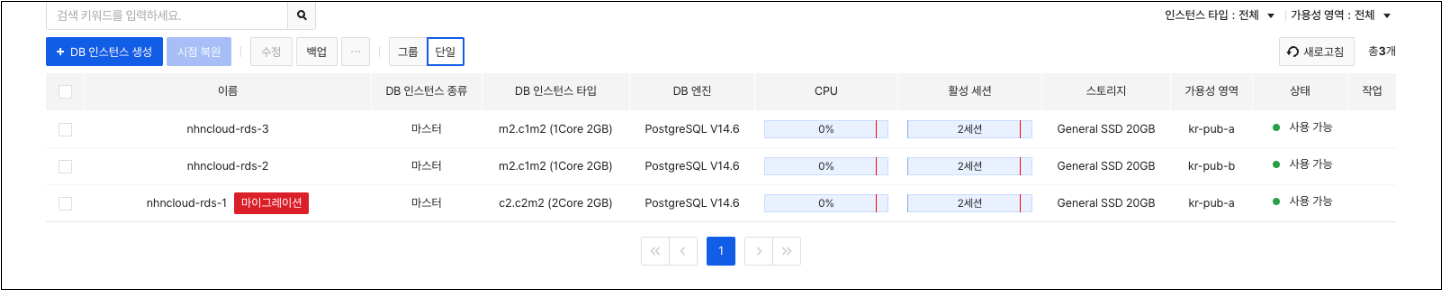 검색 키워드를 입력하세요. 인스턴스 타입 : 전체 가용성 영역 : 전체
+ DB 인스턴스 생성 시점 복원 수정 백업 ··· 그룹 단일 새로고침 총3개
이름 DB 인스턴스 종류 DB 인스턴스 타입 DB 엔진 CPU 활성 세션 스토리지 가용성 영역 상태 작업
nhncloud-rds-3 마스터 m2.c1m2 (1Core 2GB) PostgreSQL V14.6 0% 2세션 General SSD 20GB kr-pub-a 사용 가능
nhncloud-rds-2 마스터 m2.c1m2 (1Core 2GB) PostgreSQL V14.6 0% 2세션 General SSD 20GB kr-pub-b 사용 가능
nhncloud-rds-1 마이그레이션 마스터 c2.c2m2 (2Core 2GB) PostgreSQL V14.6 0% 2세션 General SSD 20GB kr-pub-a 사용 가능
1